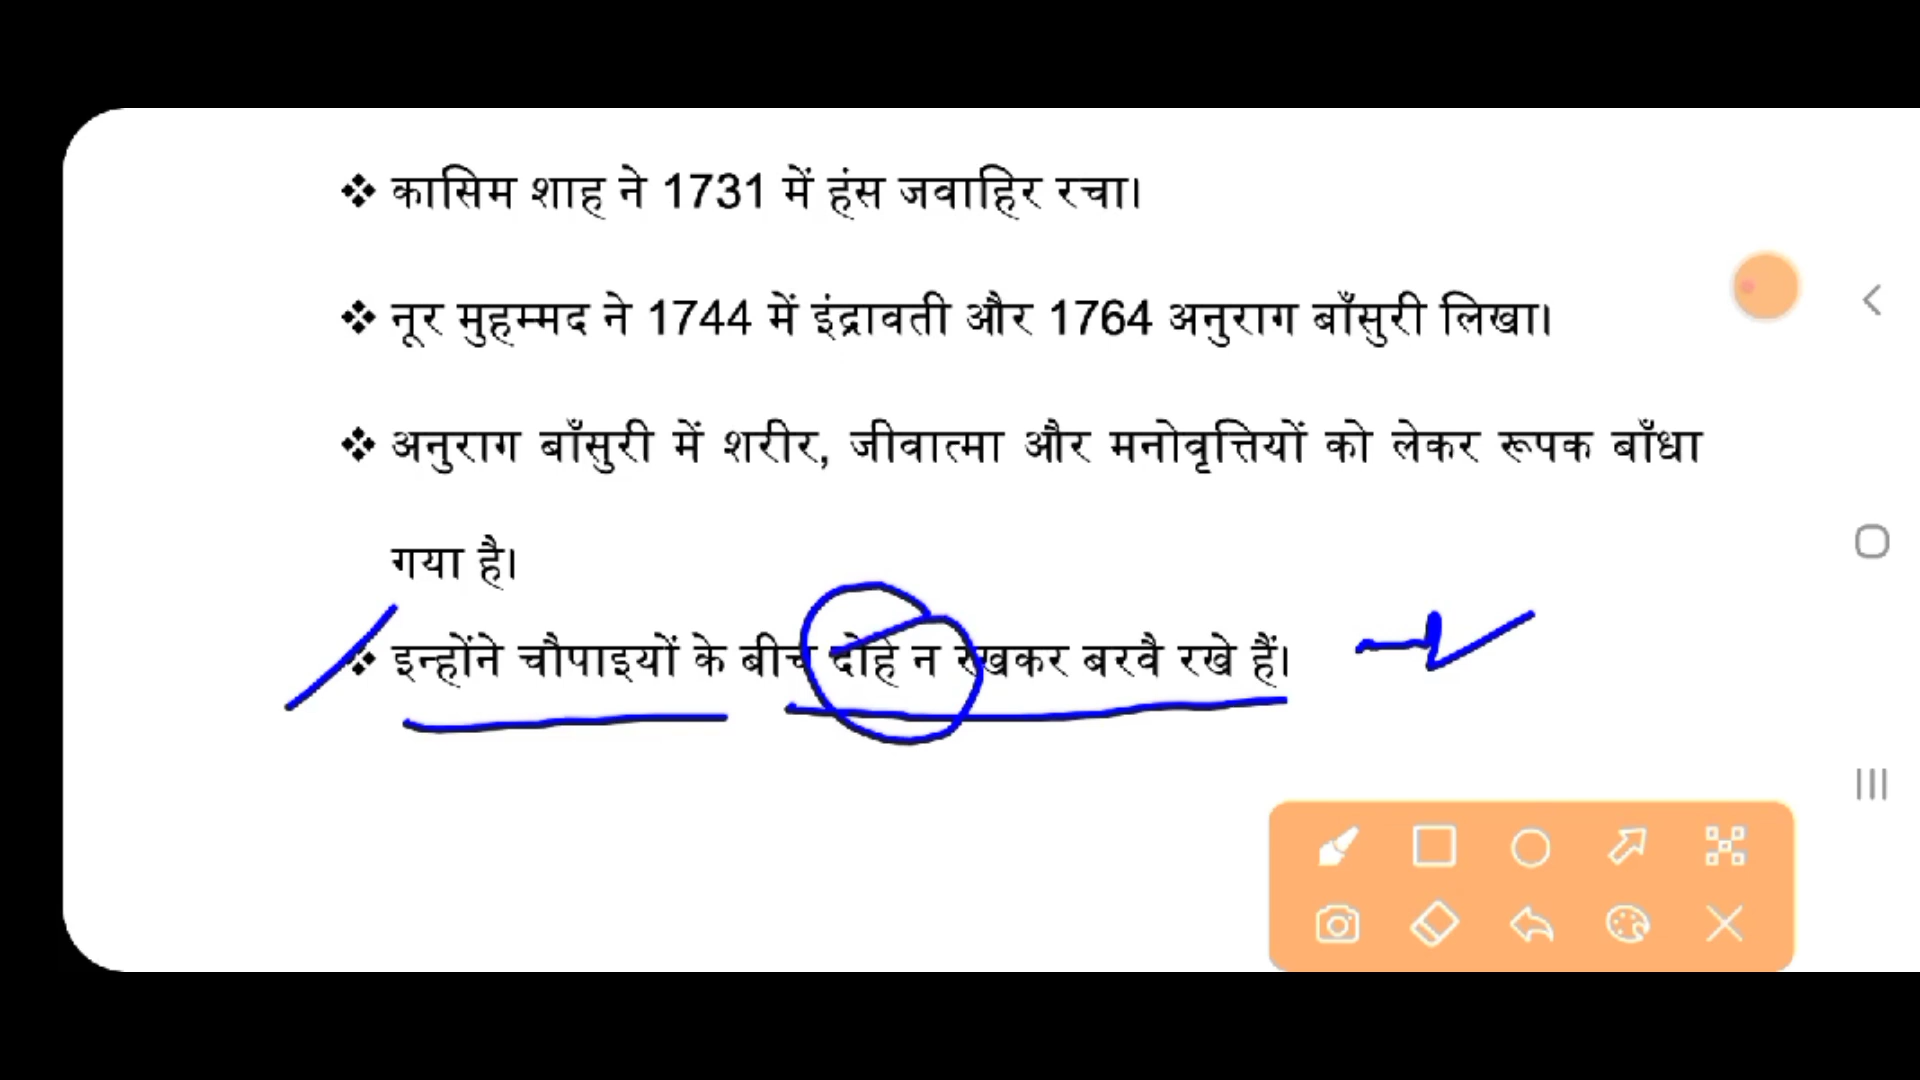 ❖ कासिम शाह ने 1731 में हंस जवाहिर रचा।
❖ नूर मुहम्मद ने 1744 में इंद्रावती और 1764 अनुराग बाँसुरी लिखा।
❖ अनुराग बाँसुरी में शरीर, जीवात्मा और मनोवृत्तियों को लेकर रूपक बाँधा
गया है।
❖ इन्होंने चौपाइयों के बीच दोहे न रखकर बरवै रखे हैं।